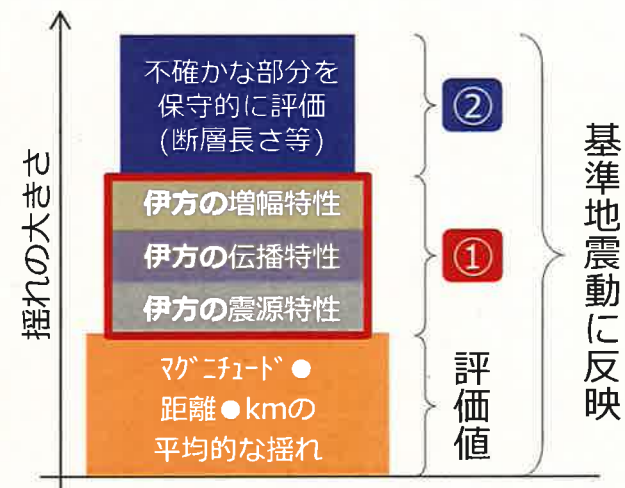 揺れの大きさ
不確かな部分を
保守的に評価
(断層長さ等)
②
伊方の増幅特性
伊方の伝播特性
伊方の震源特性
①
ﾏｸﾞﾆﾁｭｰﾄﾞ●
距離●kmの
平均的な揺れ
評価値
基準地震動に反映